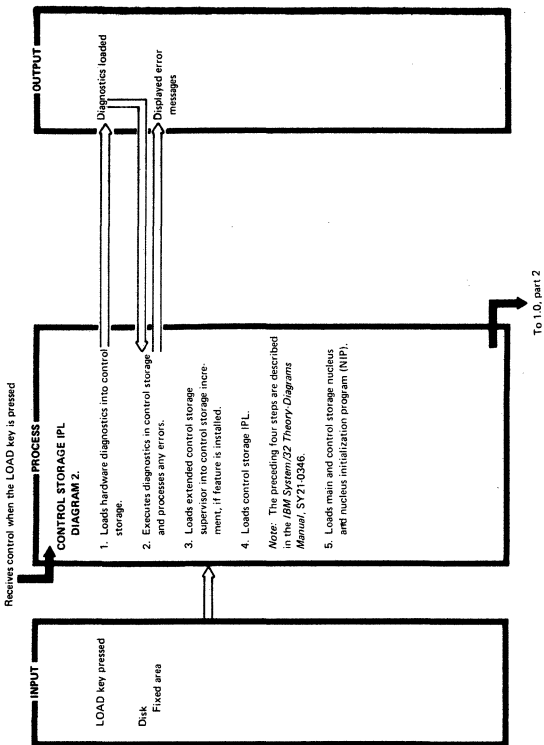 Receives control when the LOAD key is pressed
INPUT
LOAD key pressed
Disk
Fixed area
PROCESS
CONTROL STORAGE IPL
DIAGRAM 2.
1. Loads hardware diagnostics into control
storage.
2. Executes diagnostics in control storage
and processes any errors.
3. Loads extended control storage
supervisor into control storage incre-
ment, if feature is installed.
4. Loads control storage IPL.
Note: The preceding four steps are described
in the IBM System/32 Theory-Diagrams
Manual, SY21-0346.
5. Loads main and control storage nucleus
and nucleus initialization program (NIP).
To 1.0, part 2
OUTPUT
Diagnostics loaded
Displayed error
messages